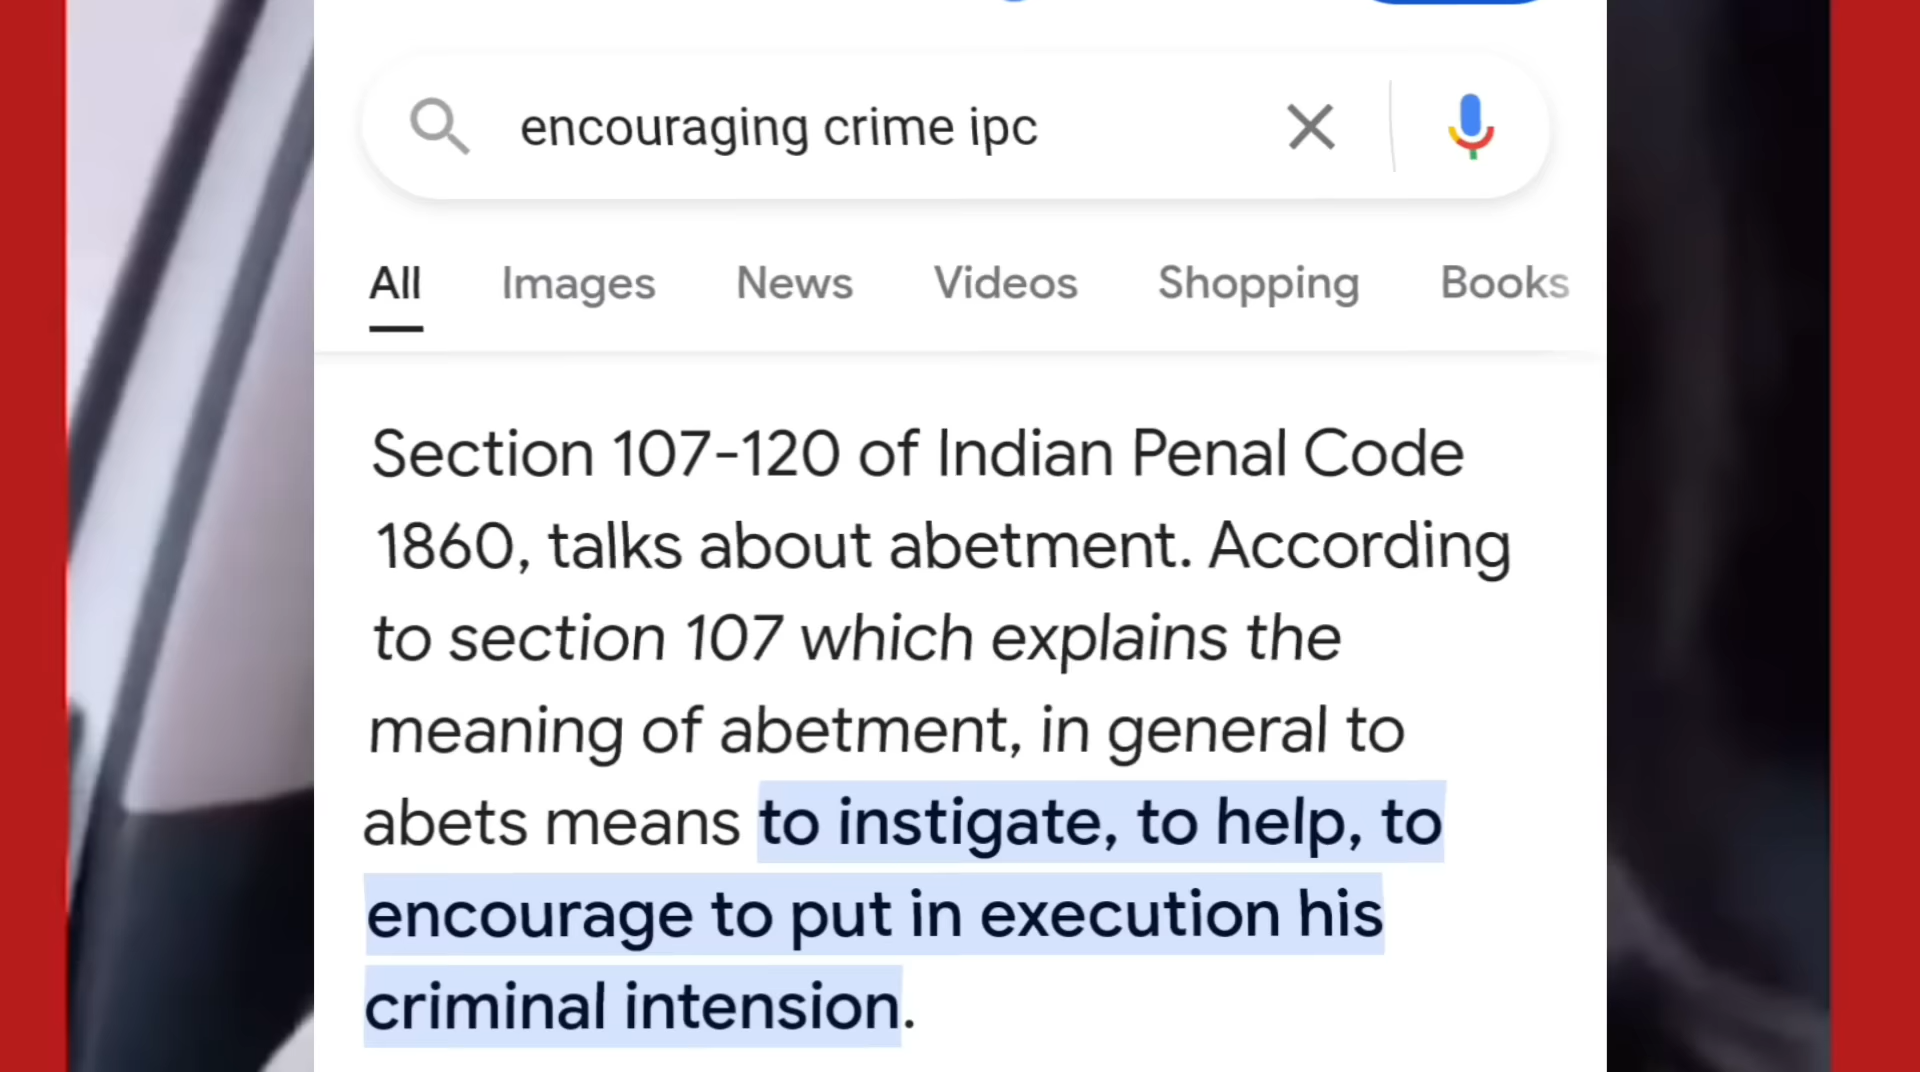 encouraging crime ipc
All Images News Videos Shopping Books
Section 107-120 of Indian Penal Code
1860, talks about abetment. According
to section 107 which explains the
meaning of abetment, in general to
abets means to instigate, to help, to
encourage to put in execution his
criminal intension.